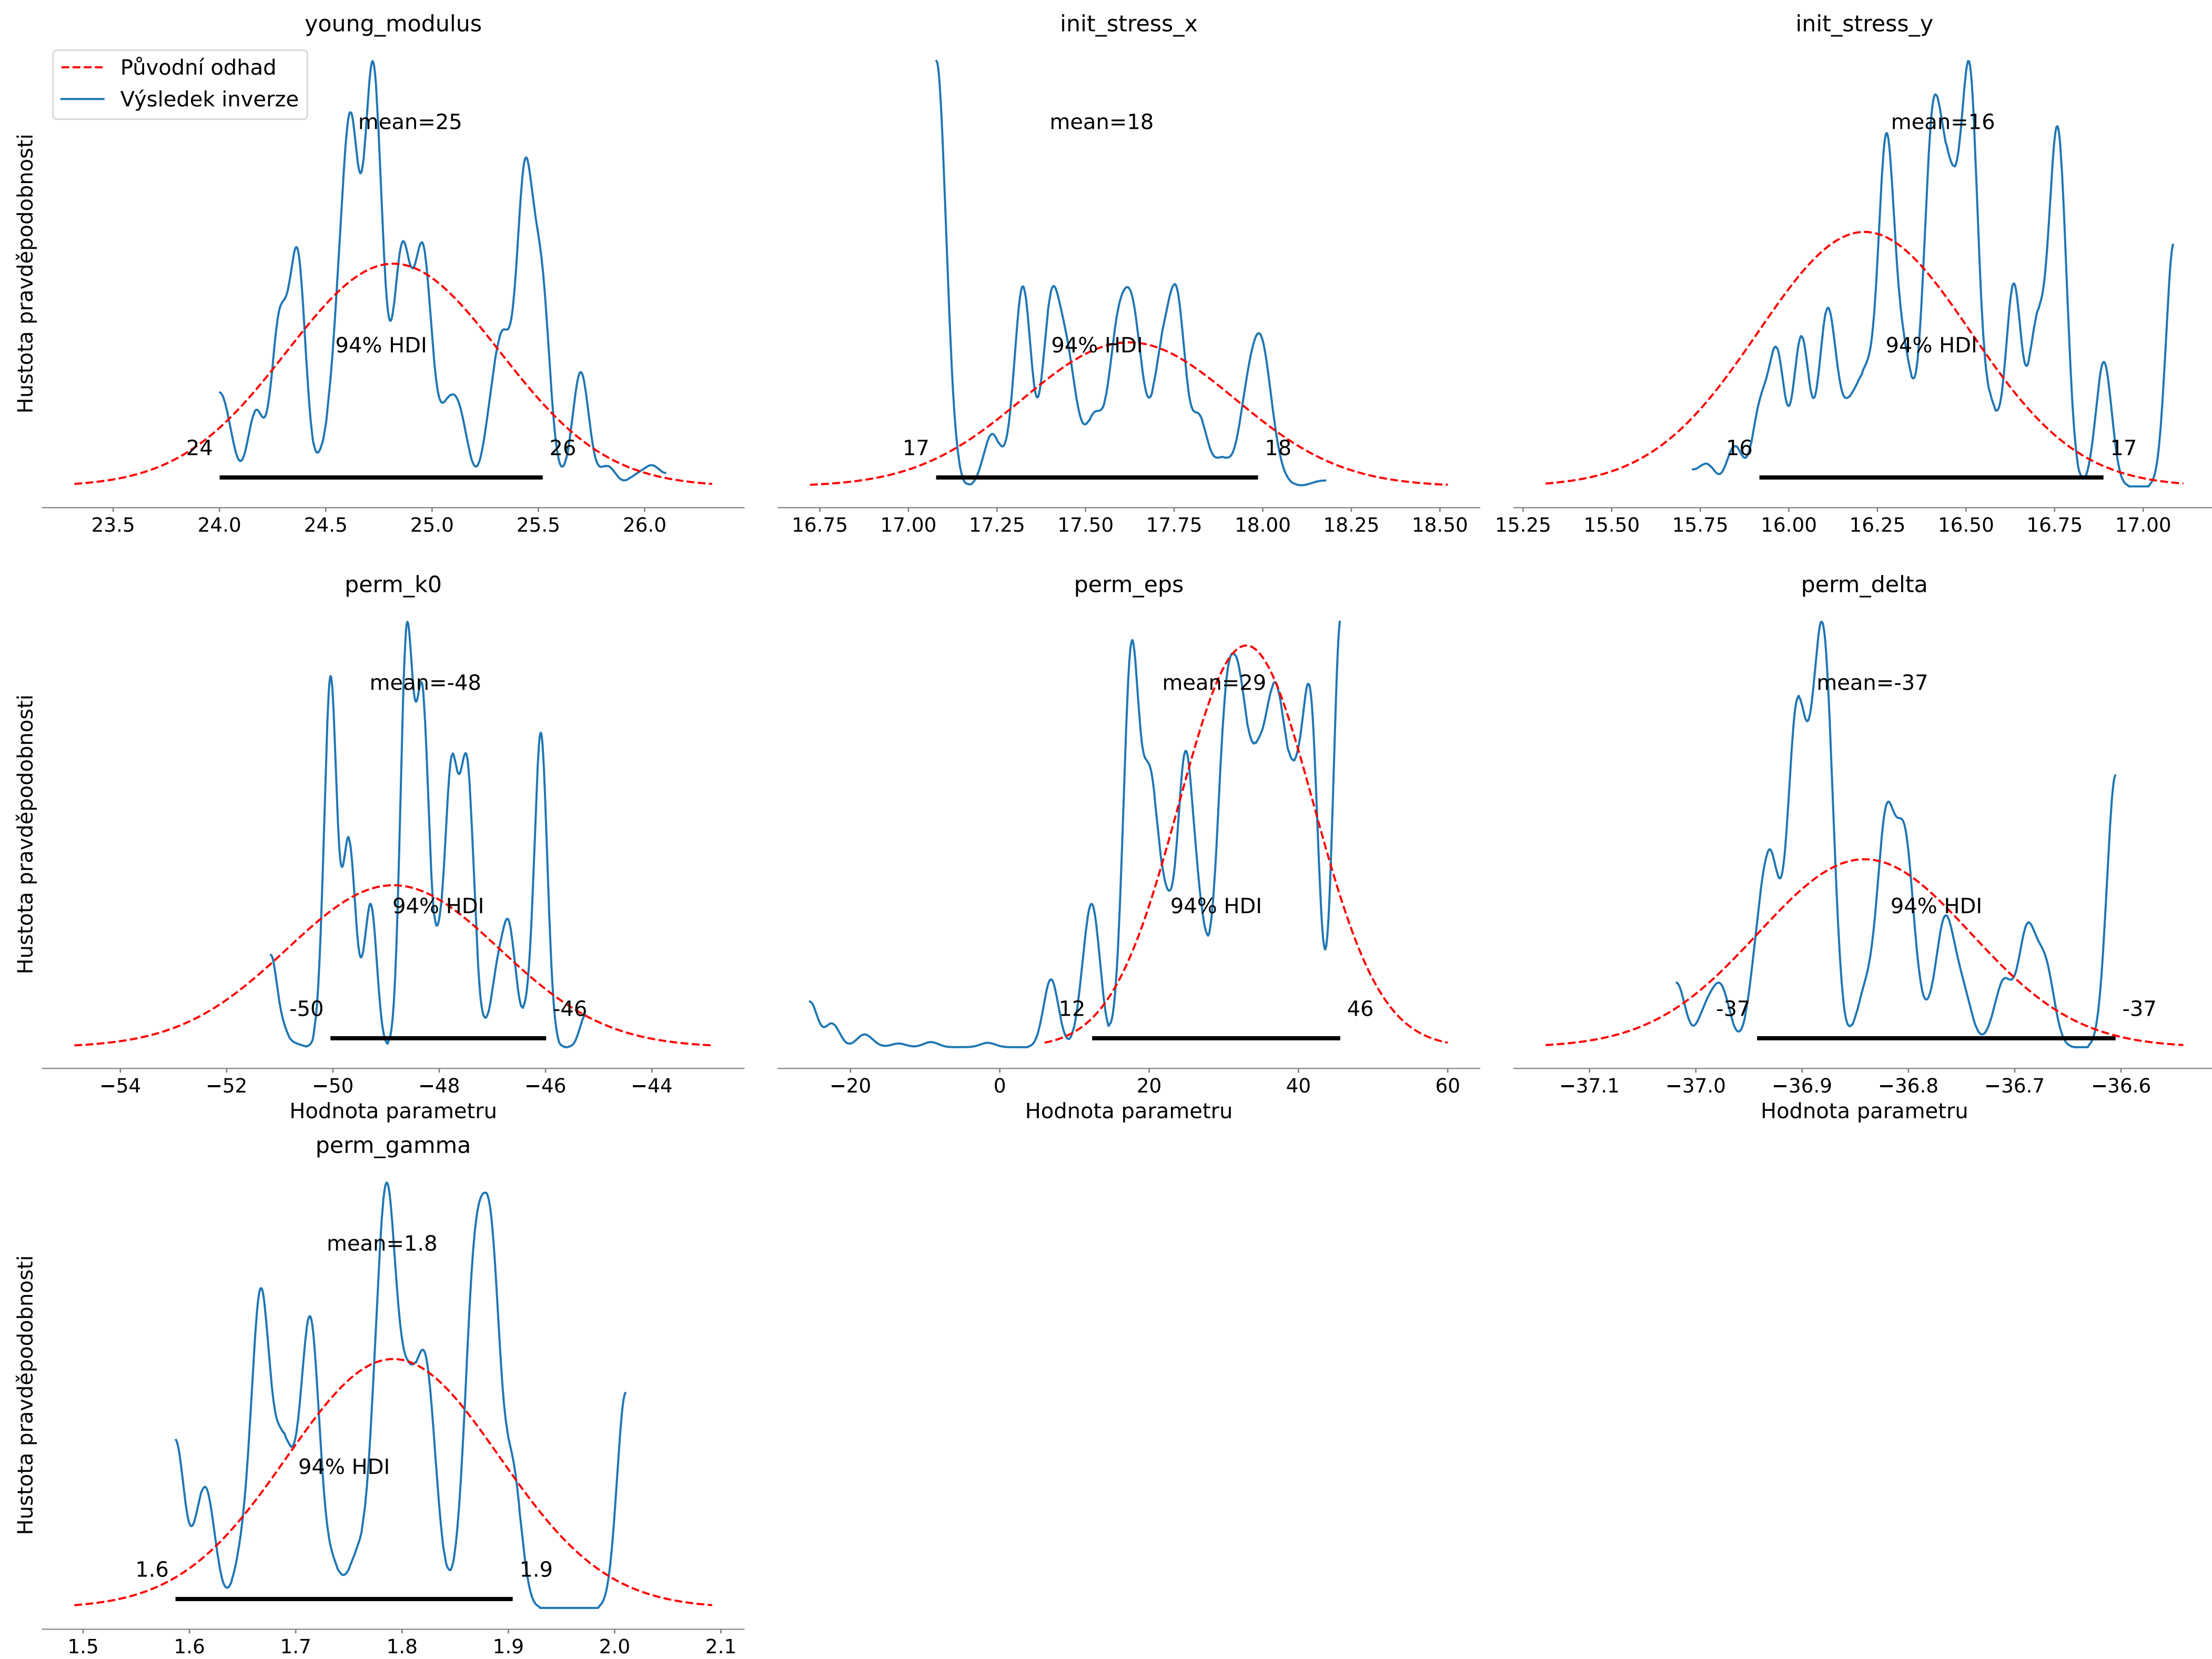 young_modulus
init_stress_x
init_stress_y
Původní odhad
Výsledek inverze
mean=25
mean=18
mean=16
Hustota pravděpodobnosti
94% HDI
94% HDI
94% HDI
24
26
17
18
16
17
23.5 24.0 24.5 25.0 25.5 26.0
16.75 17.00 17.25 17.50 17.75 18.00 18.25 18.50
15.25 15.50 15.75 16.00 16.25 16.50 16.75 17.00
perm_k0
perm_eps
perm_delta
mean=-48
mean=29
mean=-37
Hustota pravděpodobnosti
94% HDI
94% HDI
94% HDI
-50
-46
12
46
-37
-37
−54 −52 −50 −48 −46 −44
−20 0 20 40 60
−37.1 −37.0 −36.9 −36.8 −36.7 −36.6
Hodnota parametru
Hodnota parametru
Hodnota parametru
perm_gamma
mean=1.8
Hustota pravděpodobnosti
94% HDI
1.6
1.9
1.5 1.6 1.7 1.8 1.9 2.0 2.1